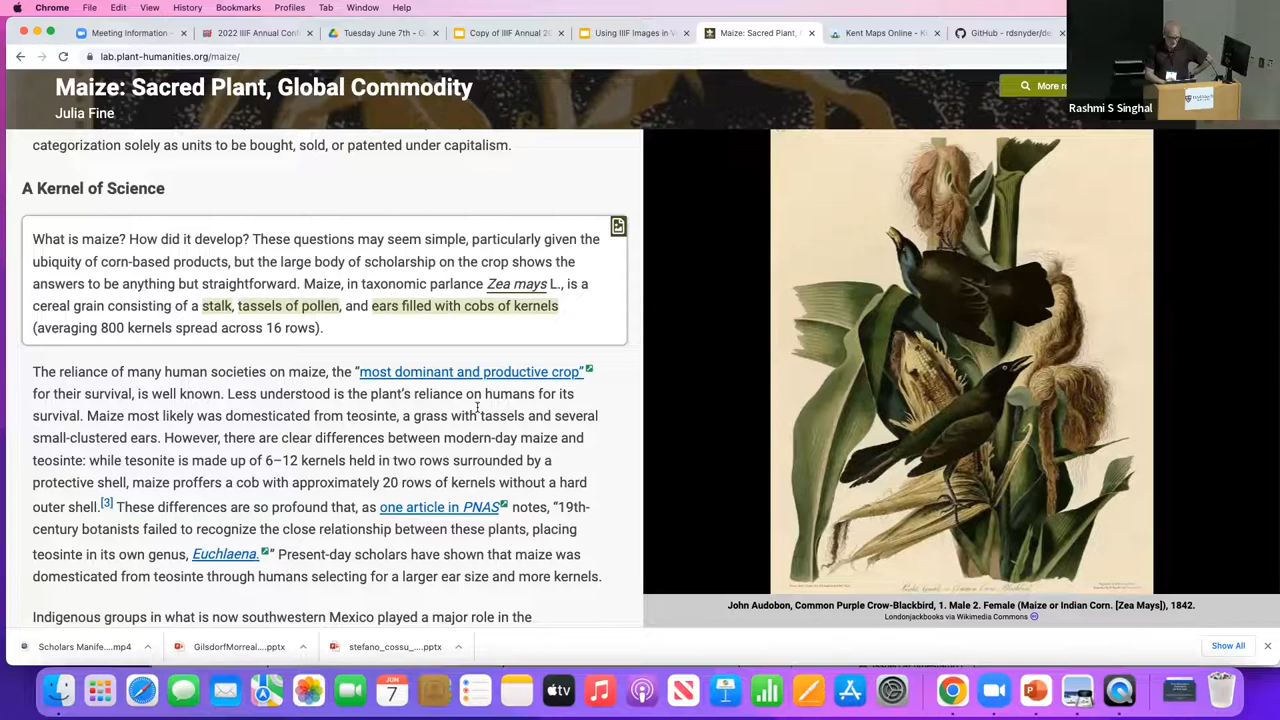 Chrome File Edit View History Bookmarks Profiles Tab Window Help
Meeting Information -
2022 IIIF Annual Conf
Tuesday June 7th - G
Copy of IIIF Annual 2
Using IIIF Images in V
Maize: Sacred Plant,
Kent Maps Online - K
GitHub - rdsnyder/de
lab.plant-humanities.org/maize/
Maize: Sacred Plant, Global Commodity
Julia Fine
More re
Rashmi S Singhal
categorization solely as units to be bought, sold, or patented under capitalism.
A Kernel of Science
What is maize? How did it develop? These questions may seem simple, particularly given the
ubiquity of corn-based products, but the large body of scholarship on the crop shows the
answers to be anything but straightforward. Maize, in taxonomic parlance Zea mays L., is a
cereal grain consisting of a stalk, tassels of pollen, and ears filled with cobs of kernels
(averaging 800 kernels spread across 16 rows).
The reliance of many human societies on maize, the “most dominant and productive crop”
for their survival, is well known. Less understood is the plant’s reliance on humans for its
survival. Maize most likely was domesticated from teosinte, a grass with tassels and several
small-clustered ears. However, there are clear differences between modern-day maize and
teosinte: while tesonite is made up of 6–12 kernels held in two rows surrounded by a
protective shell, maize proffers a cob with approximately 20 rows of kernels without a hard
outer shell.[3] These differences are so profound that, as one article in PNAS notes, “19th-
century botanists failed to recognize the close relationship between these plants, placing
teosinte in its own genus, Euchlaena.” Present-day scholars have shown that maize was
domesticated from teosinte through humans selecting for a larger ear size and more kernels.
Indigenous groups in what is now southwestern Mexico played a major role in the
John Audobon, Common Purple Crow-Blackbird, 1. Male 2. Female (Maize or Indian Corn. [Zea Mays]), 1842.
Londonjackbooks via Wikimedia Commons
Scholars Manife....mp4
GilsdorfMorreal....pptx
stefano_cossu_....pptx
Show All
JUN
7
tv